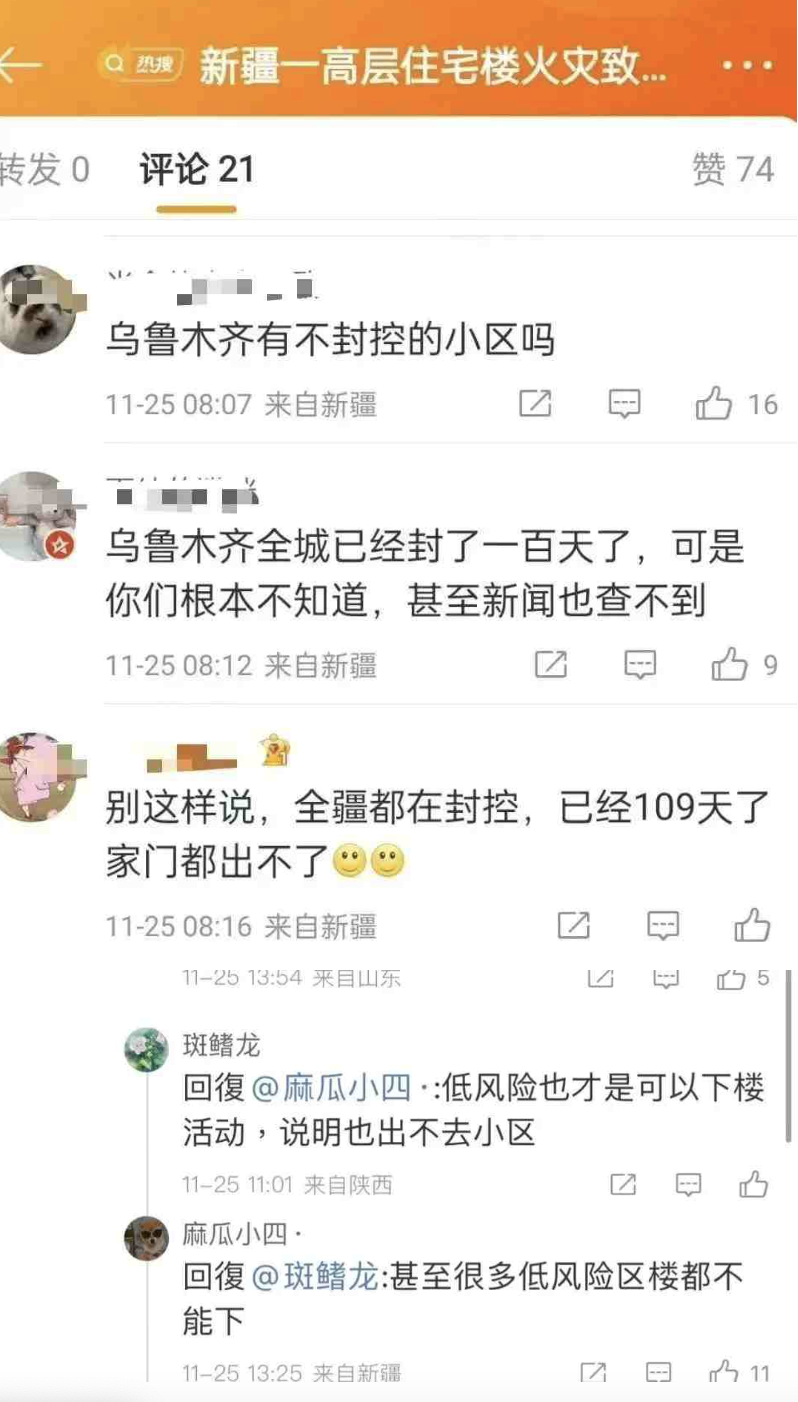 热搜 新疆一高层住宅楼火灾致...
转发 0 评论 21 赞 74
乌鲁木齐有不封控的小区吗
11-25 08:07 来自新疆 16
乌鲁木齐全城已经封了一百天了，可是
你们根本不知道，甚至新闻也查不到
11-25 08:12 来自新疆 9
别这样说，全疆都在封控，已经109天了
家门都出不了
11-25 08:16 来自新疆
11-25 13:54 来自山东 5
斑鳍龙
回復@麻瓜小四·:低风险也才是可以下楼
活动，说明也出不去小区
11-25 11:01 来自陕西
麻瓜小四·
回復@斑鳍龙:甚至很多低风险区楼都不
能下
11-25 13:25 来自新疆 11